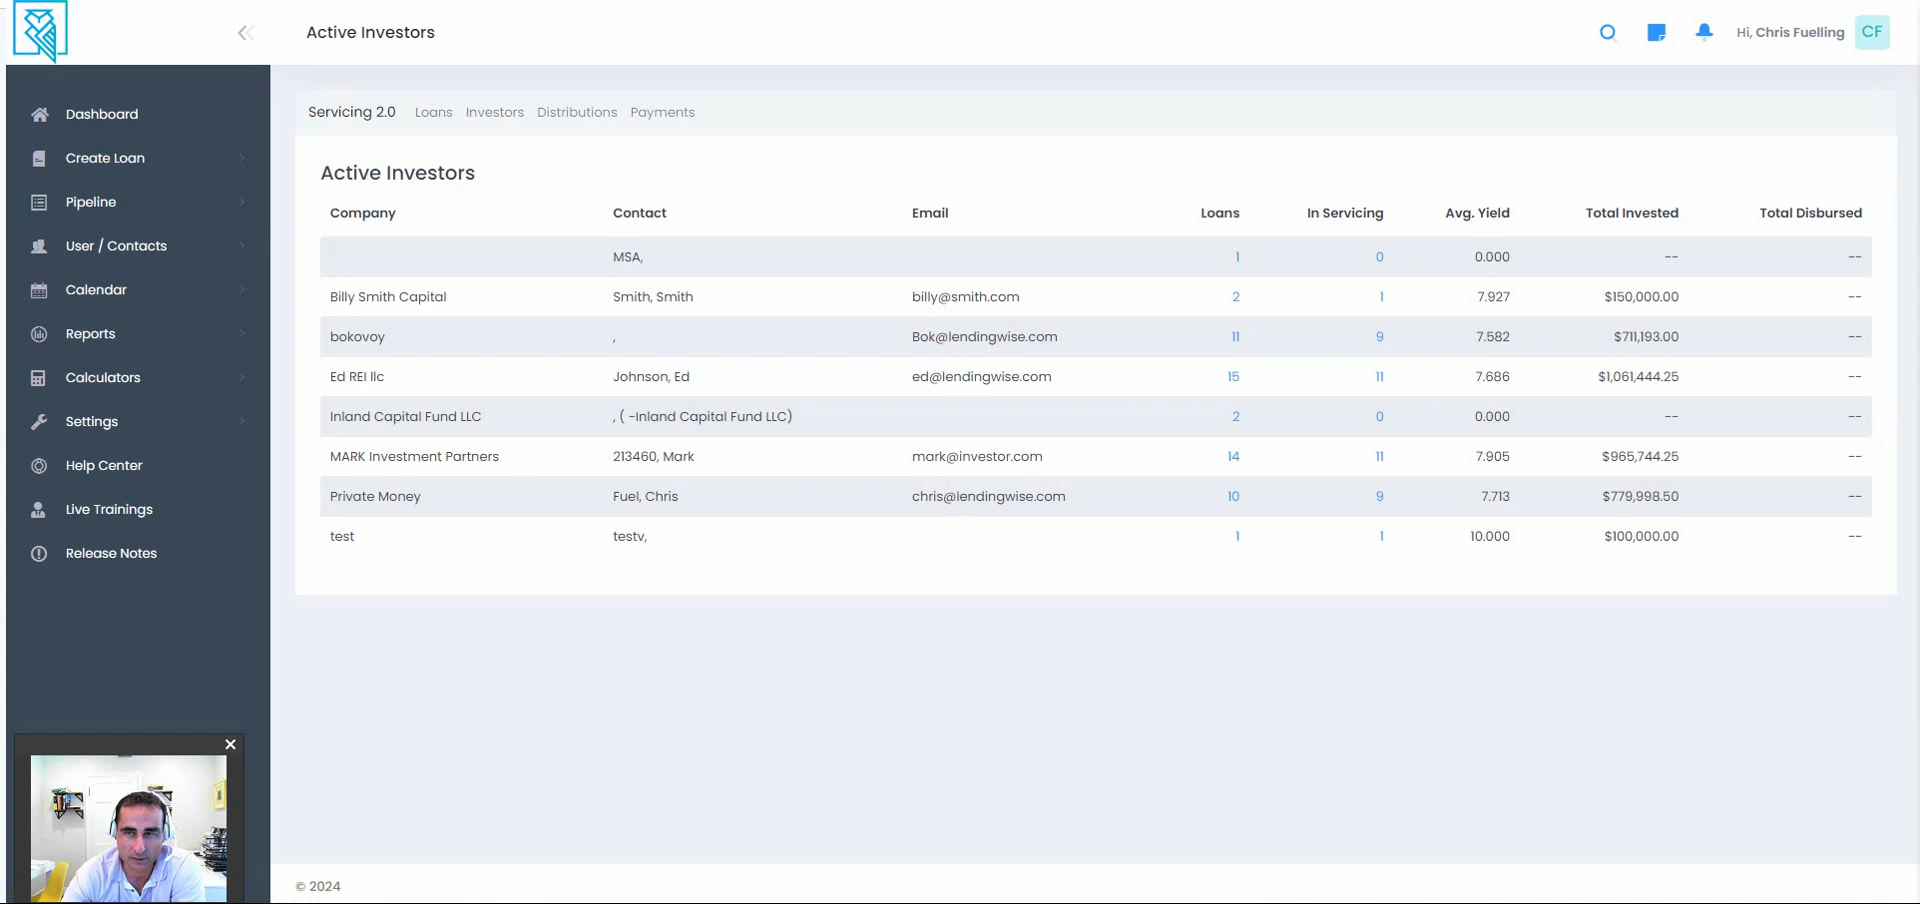 Active Investors
Hi, Chris Fuelling CF
Dashboard
Create Loan
Pipeline
User / Contacts
Calendar
Reports
Calculators
Settings
Help Center
Live Trainings
Release Notes
Servicing 2.0 Loans Investors Distributions Payments
Active Investors
Company Contact Email Loans In Servicing Avg. Yield Total Invested Total Disbursed
MSA, 1 0 0.000 -- --
Billy Smith Capital Smith, Smith billy@smith.com 2 1 7.927 $150,000.00 --
bokovoy , Bok@lendingwise.com 11 9 7.582 $711,193.00 --
Ed REI llc Johnson, Ed ed@lendingwise.com 15 11 7.686 $1,061,444.25 --
Inland Capital Fund LLC , ( -Inland Capital Fund LLC) 2 0 0.000 -- --
MARK Investment Partners 213460, Mark mark@investor.com 14 11 7.905 $965,744.25 --
Private Money Fuel, Chris chris@lendingwise.com 10 9 7.713 $779,998.50 --
test testv, 1 1 10.000 $100,000.00 --
© 2024